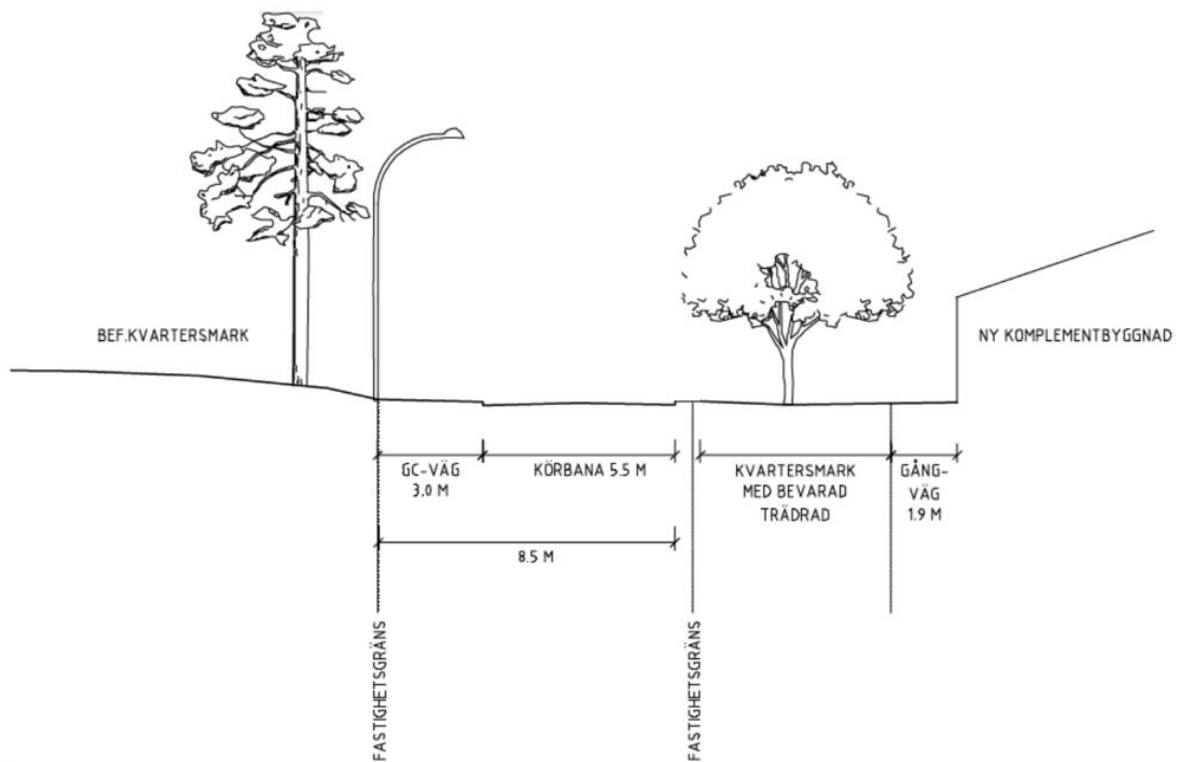 BEF.KVARTERSMARK
NY KOMPLEMENTBYGGNAD
GC-VÄG
3.0 M
KÖRBANA 5.5 M
KVARTERSMARK
MED BEVARAD
TRÄDRAD
GÅNG-
VÄG
1.9 M
8.5 M
FASTIGHETSGRÄNS
FASTIGHETSGRÄNS